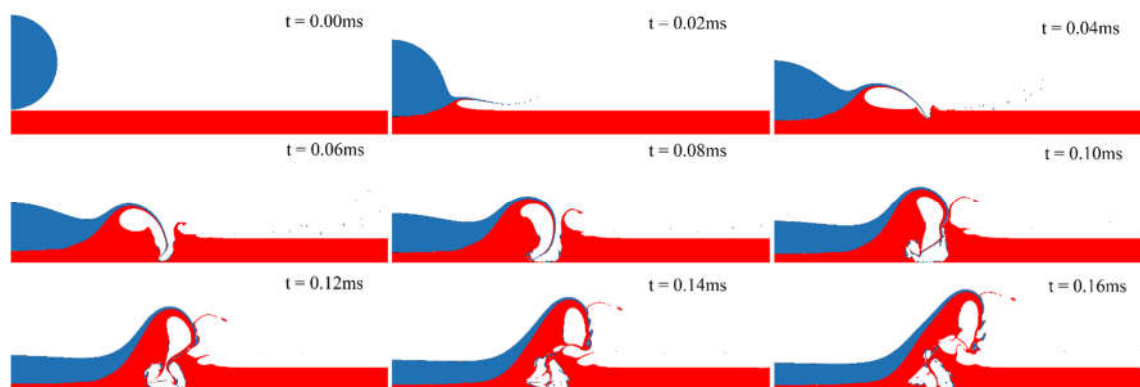 t = 0.00ms
t = 0.02ms
t = 0.04ms
t = 0.06ms
t = 0.08ms
t = 0.10ms
t = 0.12ms
t = 0.14ms
t = 0.16ms